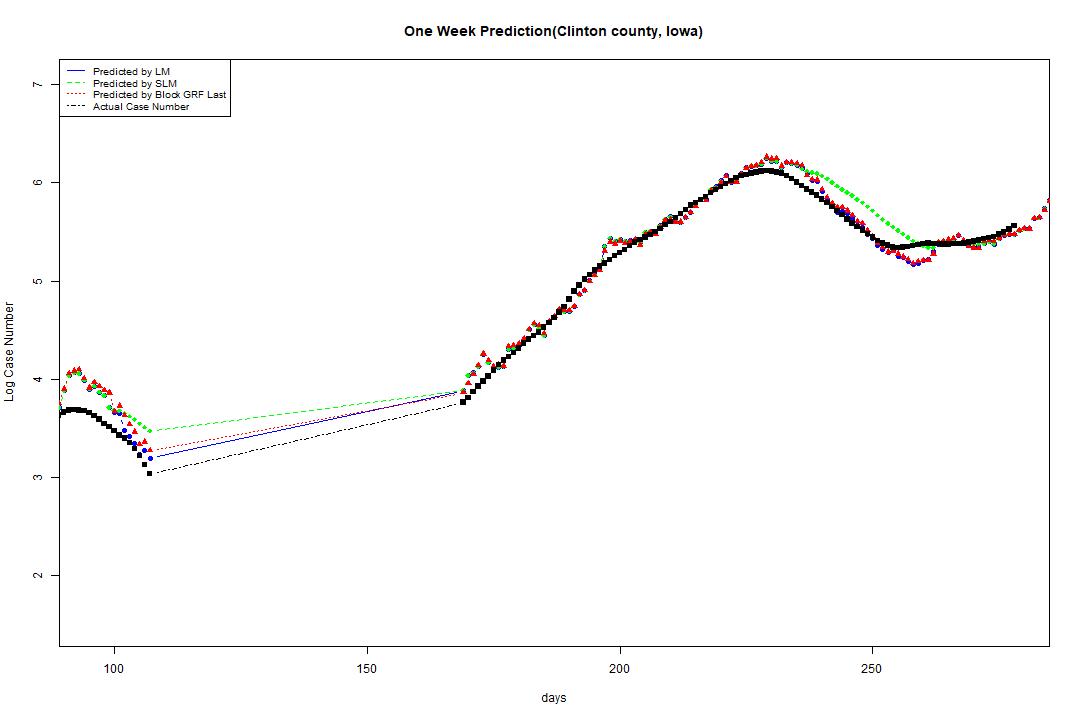 One Week Prediction(Clinton county, Iowa)
Predicted by LM
Predicted by SLM
Predicted by Block GRF Last
Actual Case Number
7
6
5
4
3
2
Log Case Number
100 150 200 250
days